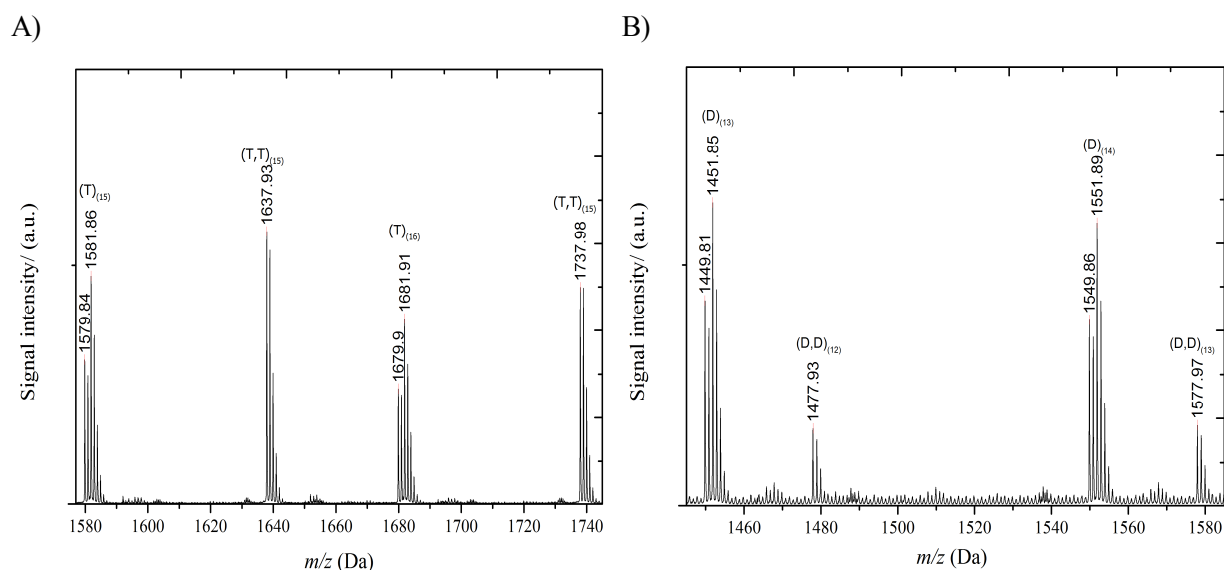 A)
(T)(15)
1579.84
1581.86
(T,T)(15)
1637.93
(T)(16)
1679.9
1681.91
(T,T)(15)
1737.98
Signal intensity/ (a.u.)
1580 1600 1620 1640 1660 1680 1700 1720 1740
m/z (Da)
B)
(D)(13)
1449.81
1451.85
(D,D)(12)
1477.93
(D)(14)
1549.86
1551.89
(D,D)(13)
1577.97
Signal intensity/ (a.u.)
1460 1480 1500 1520 1540 1560 1580
m/z (Da)